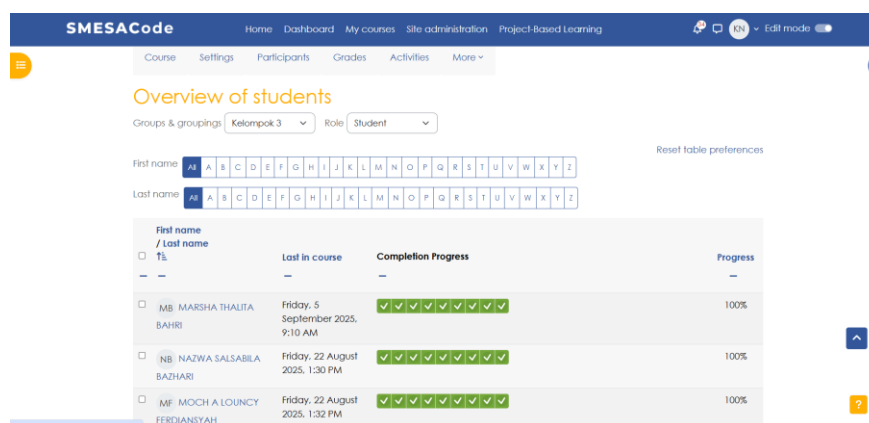 SMESACode Home Dashboard My courses Site administration Project-Based Learning KN Edit mode
Course Settings Participants Grades Activities More
Overview of students
Groups & groupings Kelompok 3 Role Student
Reset table preferences
First name All A B C D E F G H I J K L M N O P Q R S T U V W X Y Z
Last name All A B C D E F G H I J K L M N O P Q R S T U V W X Y Z
First name
/ Last name
Last in course Completion Progress Progress
MB MARSHA THALITA Friday, 5 100%
BAHRI September 2025,
9:10 AM
NB NAZWA SALSABILA Friday, 22 August 100%
BAZHARI 2025, 1:30 PM
MF MOCH A LOUNCY Friday, 22 August 100%
FERDIANSYAH 2025, 1:32 PM
?